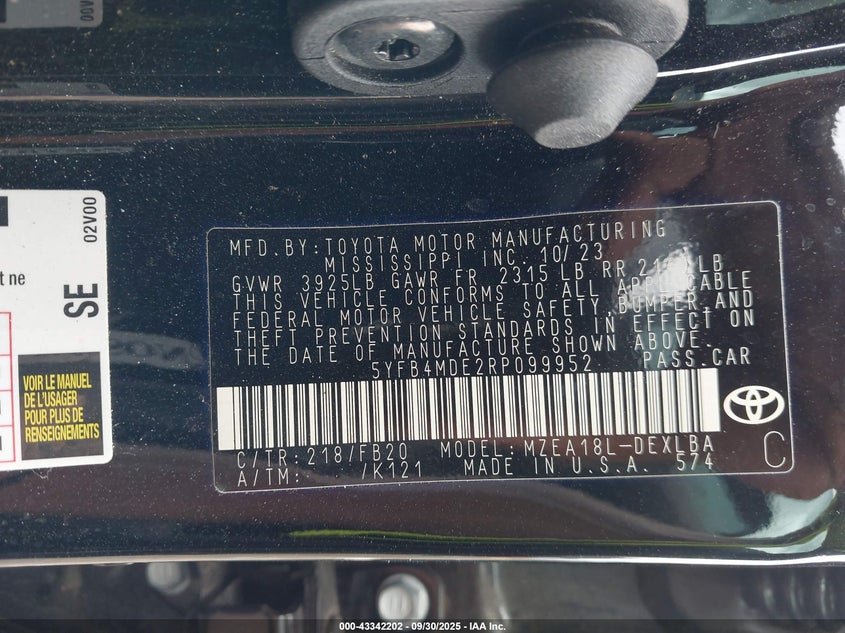 00V
02V00
t ne
SE
VOIR LE MANUEL
DE L'USAGER
POUR PLUS DE
RENSEIGNEMENTS
MFD. BY: TOYOTA MOTOR MANUFACTURING
MISSISSIPPI INC. 10/23
GVWR 3925LB GAWR FR 2315 LB RR LB
THIS VEHICLE CONFORMS TO ALL APPLICABLE
FEDERAL MOTOR VEHICLE SAFETY, BUMPER, AND
THEFT PREVENTION STANDARDS IN EFFECT ON
THE DATE OF MANUFACTURE SHOWN ABOVE.
5YFB4MDE2RP099952 PASS.CAR
C/TR: 218/FB20 MODEL: MZEA18L-DEXLBA
A/TM: /K121 MADE IN U.S.A. 574
C
000-43342202 - 09/30/2025 - IAA Inc.